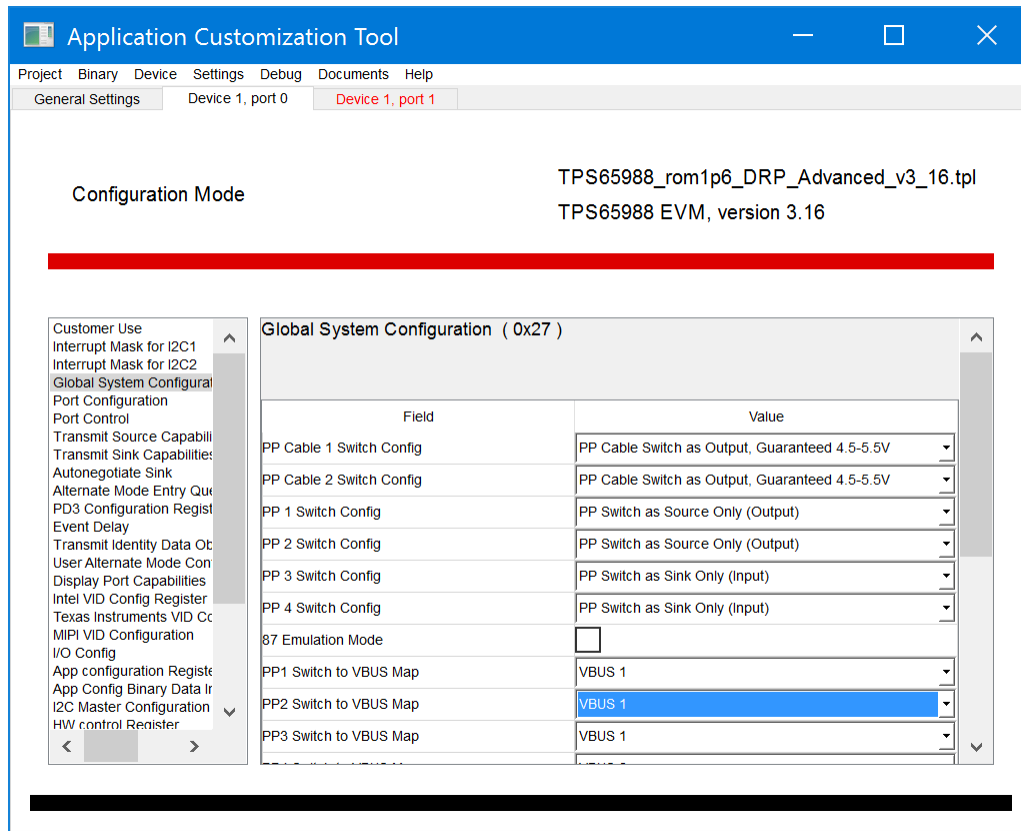 Application Customization Tool
Project Binary Device Settings Debug Documents Help
General Settings Device 1, port 0 Device 1, port 1
Configuration Mode
TPS65988_rom1p6_DRP_Advanced_v3_16.tpl
TPS65988 EVM, version 3.16
Customer Use
Interrupt Mask for I2C1
Interrupt Mask for I2C2
Global System Configurat
Port Configuration
Port Control
Transmit Source Capabili
Transmit Sink Capabilities
Autonegotiate Sink
Alternate Mode Entry Que
PD3 Configuration Regist
Event Delay
Transmit Identity Data Ob
User Alternate Mode Con
Display Port Capabilities
Intel VID Config Register
Texas Instruments VID Co
MIPI VID Configuration
I/O Config
App configuration Registe
App Config Binary Data In
I2C Master Configuration
HW control Register
Global System Configuration ( 0x27 )
Field Value
PP Cable 1 Switch Config PP Cable Switch as Output, Guaranteed 4.5-5.5V
PP Cable 2 Switch Config PP Cable Switch as Output, Guaranteed 4.5-5.5V
PP 1 Switch Config PP Switch as Source Only (Output)
PP 2 Switch Config PP Switch as Source Only (Output)
PP 3 Switch Config PP Switch as Sink Only (Input)
PP 4 Switch Config PP Switch as Sink Only (Input)
87 Emulation Mode
PP1 Switch to VBUS Map VBUS 1
PP2 Switch to VBUS Map VBUS 1
PP3 Switch to VBUS Map VBUS 1